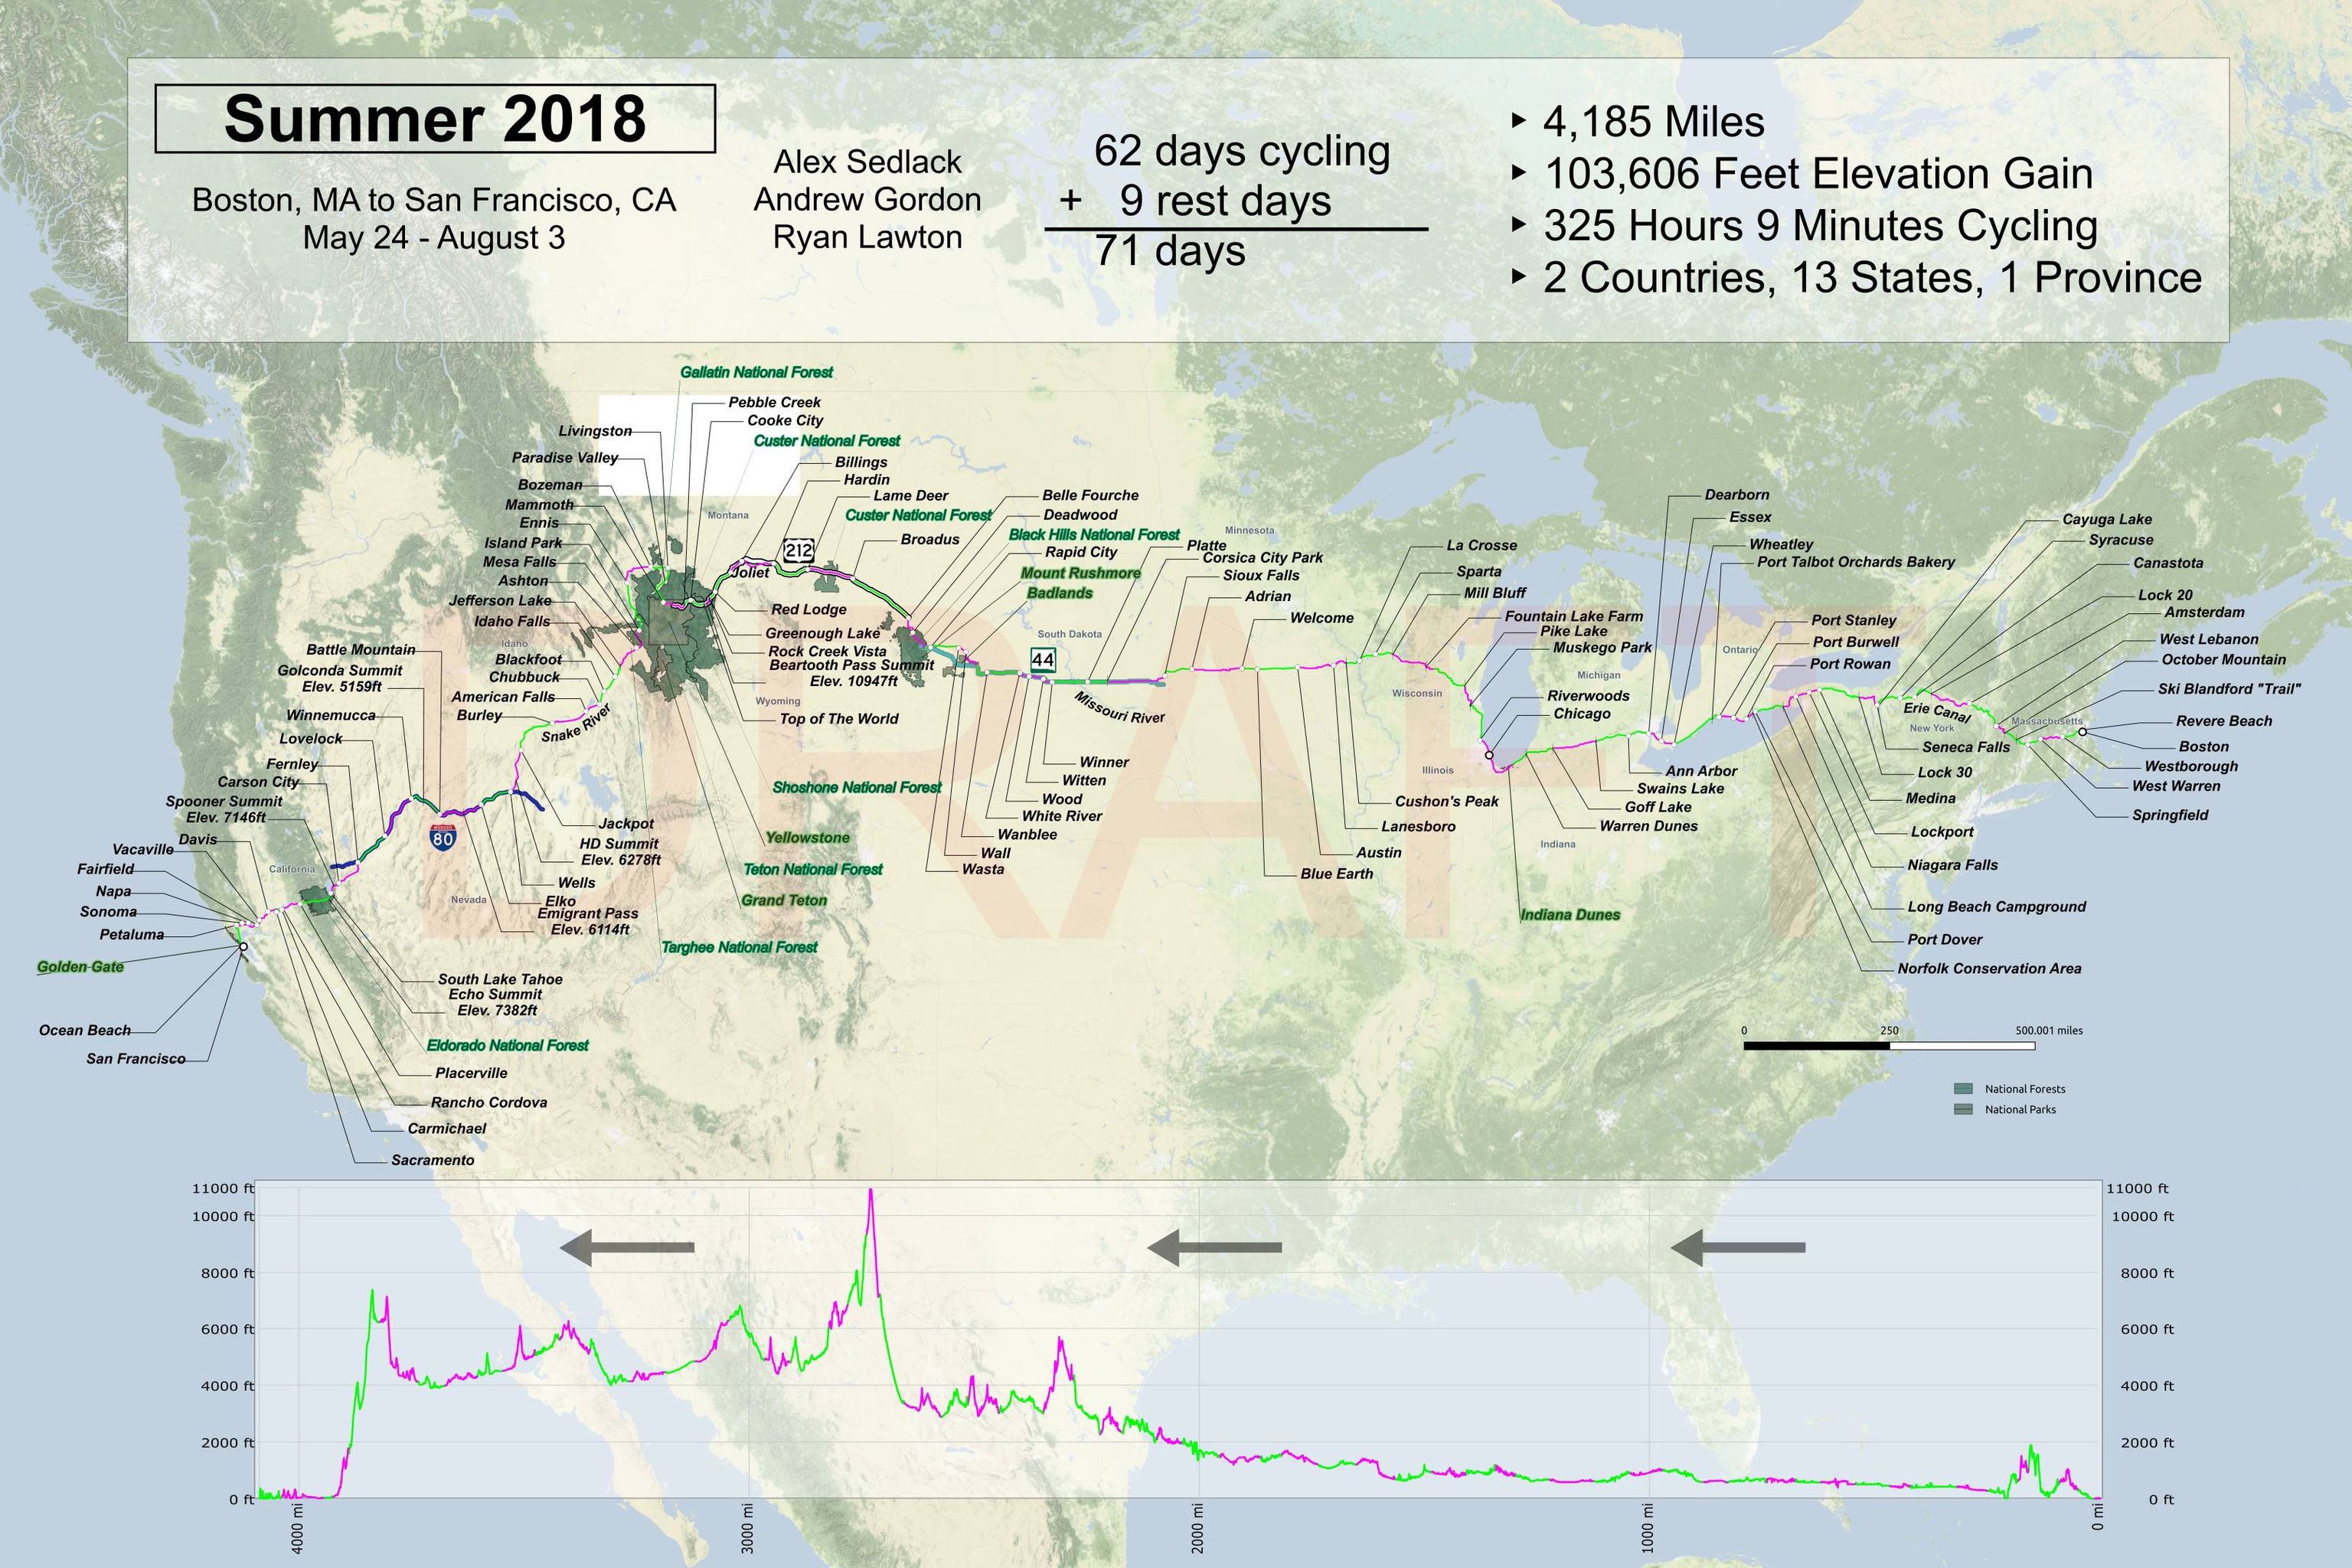 Summer 2018
Boston, MA to San Francisco, CA
May 24 - August 3
Alex Sedlack
Andrew Gordon
Ryan Lawton
62 days cycling
+ 9 rest days
71 days
4,185 Miles
103,606 Feet Elevation Gain
325 Hours 9 Minutes Cycling
2 Countries, 13 States, 1 Province
DRAFT
Gallatin National Forest
Pebble Creek
Cooke City
Custer National Forest
Livingston
Paradise Valley
Bozeman
Mammoth
Ennis
Island Park
Mesa Falls
Ashton
Jefferson Lake
Idaho Falls
Idaho
Blackfoot
Chubbuck
American Falls
Burley
Snake River
Battle Mountain
Golconda Summit
Elev. 5159ft
Winnemucca
Lovelock
Fernley
Carson City
Spooner Summit
Elev. 7146ft
Davis
Vacaville
Fairfield
Napa
Sonoma
Petaluma
Golden Gate
Ocean Beach
San Francisco
California
Nevada
80
Billings
Hardin
Lame Deer
Custer National Forest
Broadus
Montana
212
Joliet
Red Lodge
Greenough Lake
Rock Creek Vista
Beartooth Pass Summit
Elev. 10947ft
Wyoming
Top of The World
Shoshone National Forest
Yellowstone
Teton National Forest
Grand Teton
Targhee National Forest
Jackpot
HD Summit
Elev. 6278ft
Wells
Elko
Emigrant Pass
Elev. 6114ft
South Lake Tahoe
Echo Summit
Elev. 7382ft
Eldorado National Forest
Placerville
Rancho Cordova
Carmichael
Sacramento
Belle Fourche
Deadwood
Black Hills National Forest
Rapid City
Mount Rushmore
Badlands
South Dakota
44
Missouri River
Winner
Witten
Wood
White River
Wanblee
Wall
Wasta
Minnesota
Platte
Corsica City Park
Sioux Falls
Adrian
Welcome
La Crosse
Sparta
Mill Bluff
Fountain Lake Farm
Pike Lake
Muskego Park
Wisconsin
Riverwoods
Chicago
Illinois
Cushon's Peak
Lanesboro
Austin
Blue Earth
Indiana Dunes
Indiana
Michigan
Ann Arbor
Swains Lake
Goff Lake
Warren Dunes
Dearborn
Essex
Wheatley
Port Talbot Orchards Bakery
Ontario
Port Stanley
Port Burwell
Port Rowan
Cayuga Lake
Syracuse
Canastota
Lock 20
Amsterdam
West Lebanon
October Mountain
Ski Blandford "Trail"
Revere Beach
Boston
Westborough
West Warren
Springfield
Massachusetts
Erie Canal
New York
Seneca Falls
Lock 30
Medina
Lockport
Niagara Falls
Long Beach Campground
Port Dover
Norfolk Conservation Area
0 250 500.001 miles
National Forests
National Parks
11000 ft
10000 ft
8000 ft
6000 ft
4000 ft
2000 ft
0 ft
11000 ft
10000 ft
8000 ft
6000 ft
4000 ft
2000 ft
0 ft
4000 mi
3000 mi
2000 mi
1000 mi
0 mi